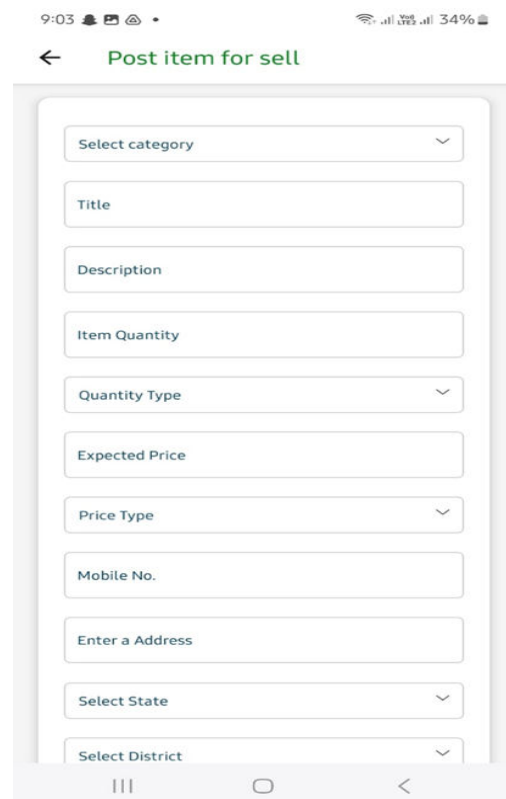 9:03
34%
Post item for sell
Select category
Title
Description
Item Quantity
Quantity Type
Expected Price
Price Type
Mobile No.
Enter a Address
Select State
Select District